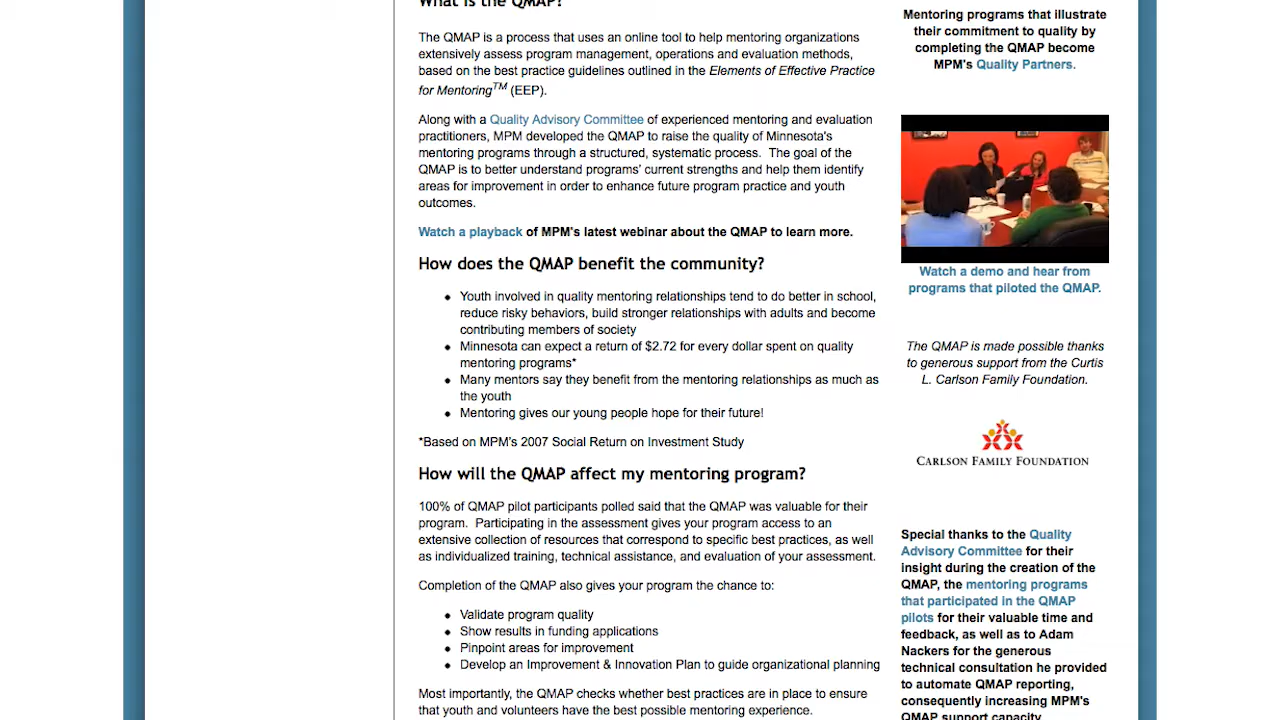 What is the QMAP?
The QMAP is a process that uses an online tool to help mentoring organizations
extensively assess program management, operations and evaluation methods,
based on the best practice guidelines outlined in the Elements of Effective Practice
for Mentoring™ (EEP).
Along with a Quality Advisory Committee of experienced mentoring and evaluation
practitioners, MPM developed the QMAP to raise the quality of Minnesota's
mentoring programs through a structured, systematic process.  The goal of the
QMAP is to better understand programs' current strengths and help them identify
areas for improvement in order to enhance future program practice and youth
outcomes.
Watch a playback of MPM's latest webinar about the QMAP to learn more.
How does the QMAP benefit the community?
• Youth involved in quality mentoring relationships tend to do better in school,
reduce risky behaviors, build stronger relationships with adults and become
contributing members of society
• Minnesota can expect a return of $2.72 for every dollar spent on quality
mentoring programs*
• Many mentors say they benefit from the mentoring relationships as much as
the youth
• Mentoring gives our young people hope for their future!
*Based on MPM's 2007 Social Return on Investment Study
How will the QMAP affect my mentoring program?
100% of QMAP pilot participants polled said that the QMAP was valuable for their
program.  Participating in the assessment gives your program access to an
extensive collection of resources that correspond to specific best practices, as well
as individualized training, technical assistance, and evaluation of your assessment.
Completion of the QMAP also gives your program the chance to:
• Validate program quality
• Show results in funding applications
• Pinpoint areas for improvement
• Develop an Improvement & Innovation Plan to guide organizational planning
Most importantly, the QMAP checks whether best practices are in place to ensure
that youth and volunteers have the best possible mentoring experience.
Mentoring programs that illustrate
their commitment to quality by
completing the QMAP become
MPM's Quality Partners.
Watch a demo and hear from
programs that piloted the QMAP.
The QMAP is made possible thanks
to generous support from the Curtis
L. Carlson Family Foundation.
CARLSON FAMILY FOUNDATION
Special thanks to the Quality
Advisory Committee for their
insight during the creation of the
QMAP, the mentoring programs
that participated in the QMAP
pilots for their valuable time and
feedback, as well as to Adam
Nackers for the generous
technical consultation he provided
to automate QMAP reporting,
consequently increasing MPM's
QMAP support capacity